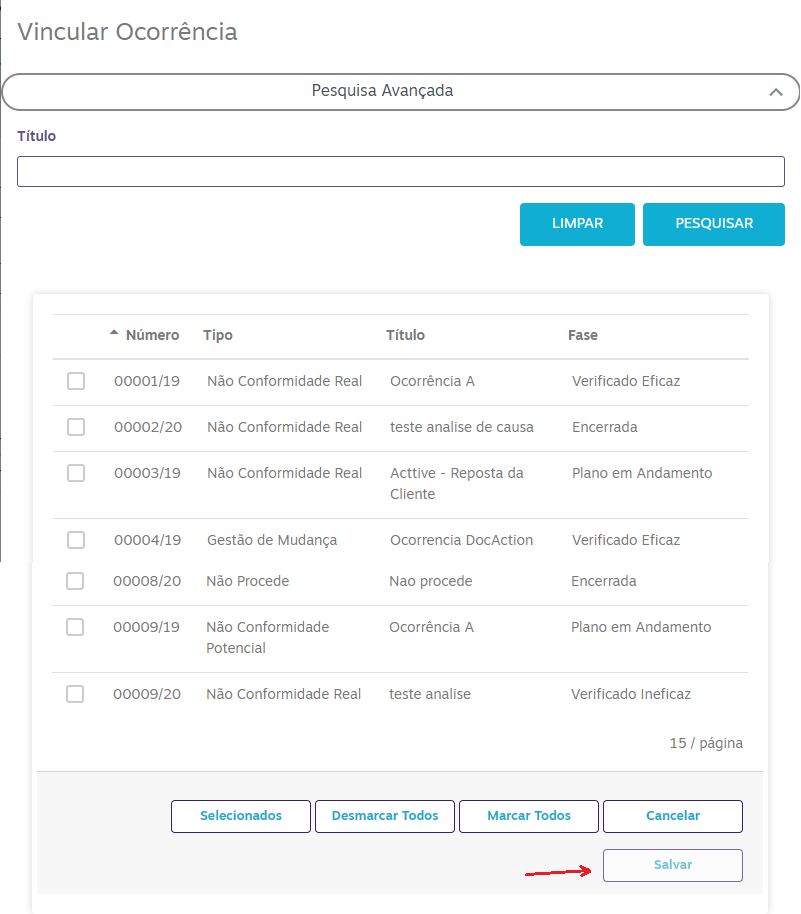 Vincular Ocorrência
Pesquisa Avançada
Título
LIMPAR PESQUISAR
Número Tipo Título Fase
00001/19 Não Conformidade Real Ocorrência A Verificado Eficaz
00002/20 Não Conformidade Real teste analise de causa Encerrada
00003/19 Não Conformidade Real Acttive - Reposta da Plano em Andamento
Cliente
00004/19 Gestão de Mudança Ocorrencia DocAction Verificado Eficaz
00008/20 Não Procede Nao procede Encerrada
00009/19 Não Conformidade Ocorrência A Plano em Andamento
Potencial
00009/20 Não Conformidade Real teste analise Verificado Ineficaz
15 / página
Selecionados Desmarcar Todos Marcar Todos Cancelar
Salvar